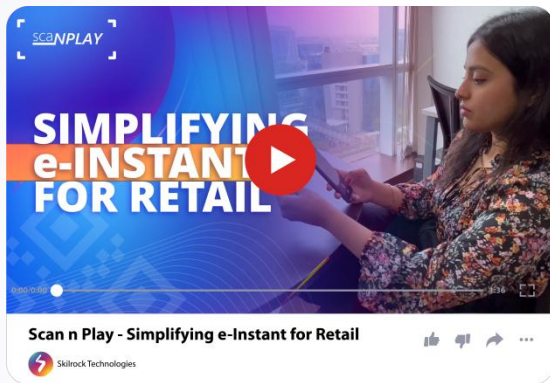 scaNPLAY
SIMPLIFYING
e-INSTANT
FOR RETAIL
0:00/0:00
1:36
Scan n Play - Simplifying e-Instant for Retail
Skilrock Technologies